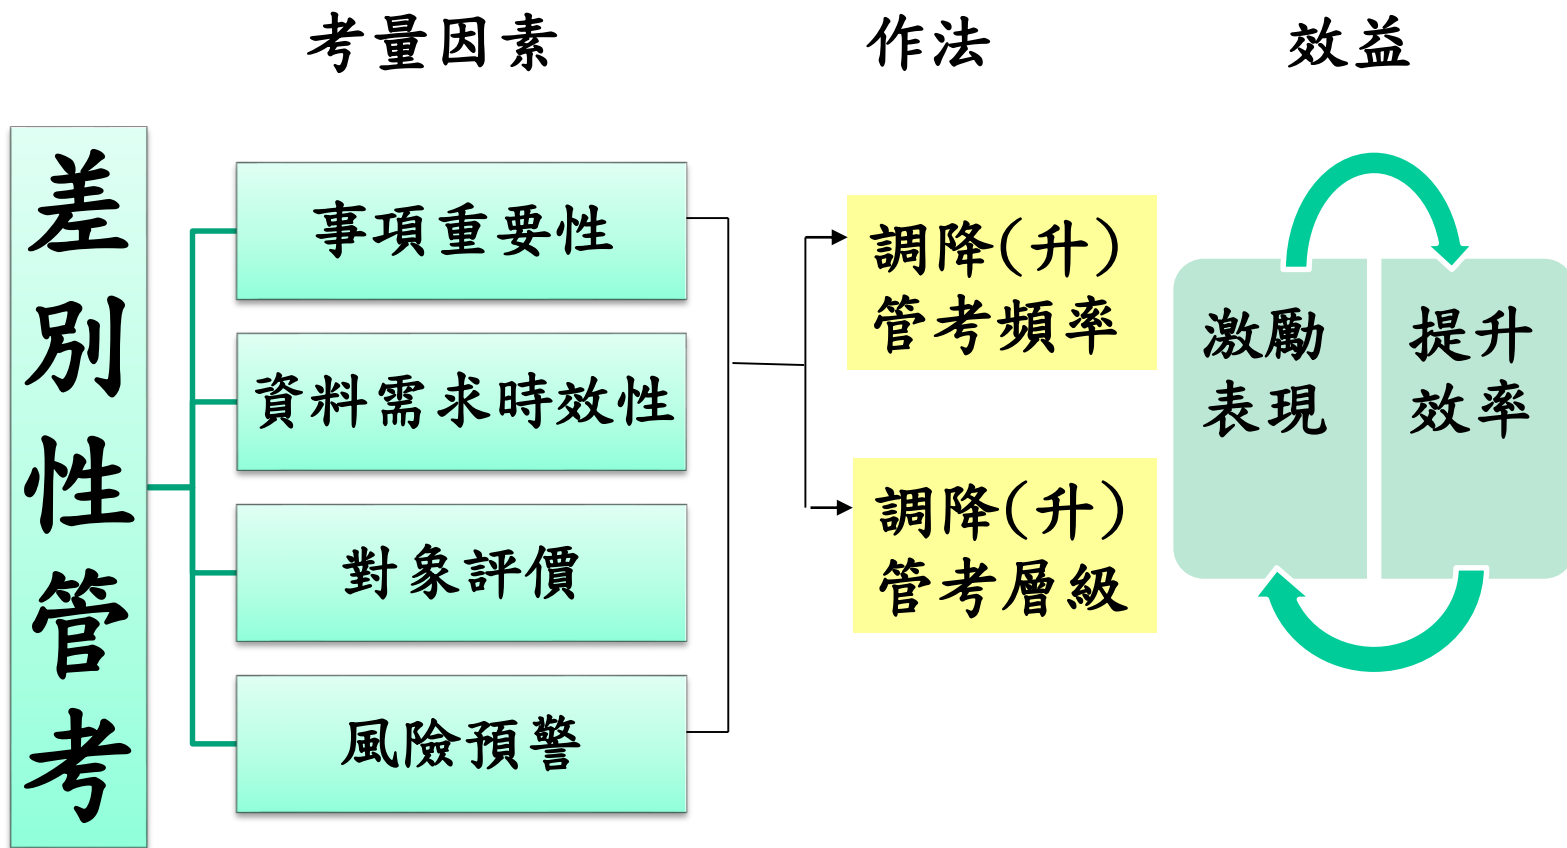 考量因素
作法
效益
差別性管考
事項重要性
資料需求時效性
對象評價
風險預警
調降(升)
管考頻率
調降(升)
管考層級
激勵
表現
提升
效率